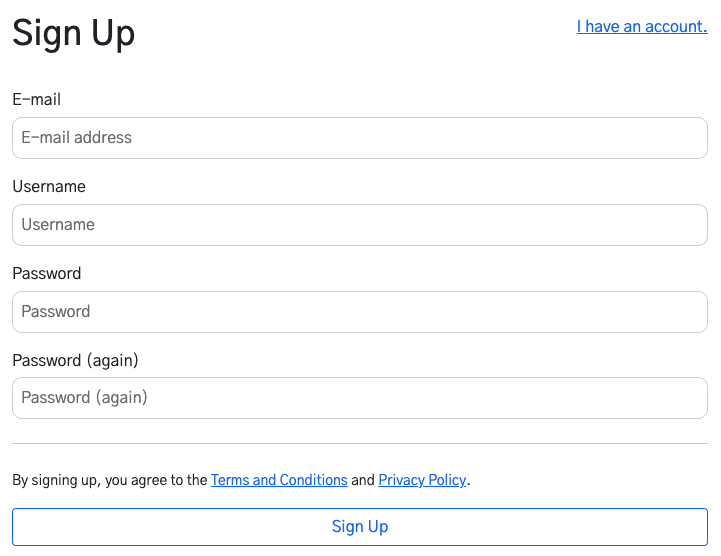 Sign Up
I have an account.
E-mail
E-mail address
Username
Username
Password
Password
Password (again)
Password (again)
By signing up, you agree to the Terms and Conditions and Privacy Policy.
Sign Up